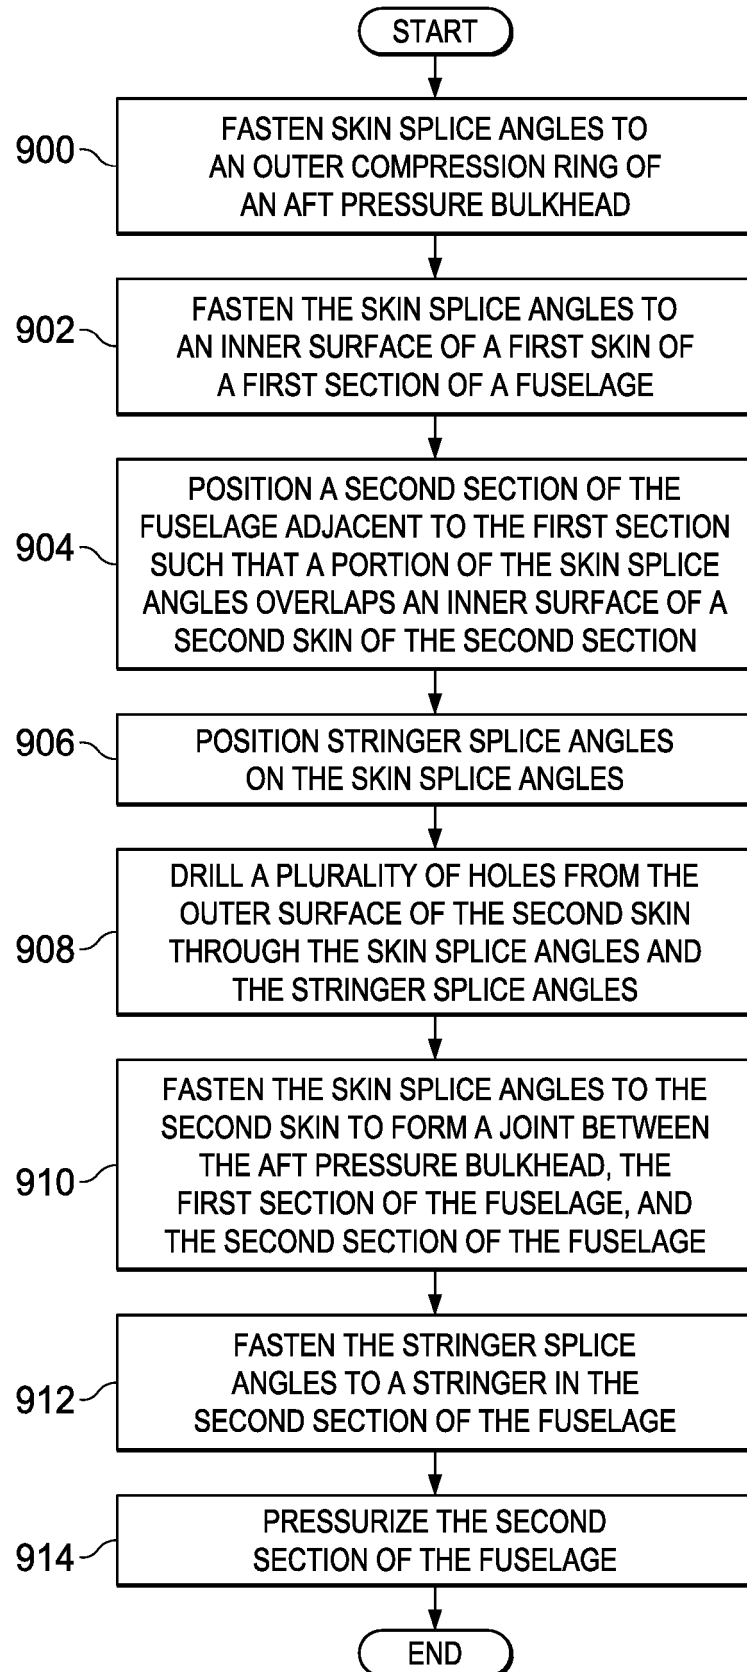 START
900
FASTEN SKIN SPLICE ANGLES TO
AN OUTER COMPRESSION RING OF
AN AFT PRESSURE BULKHEAD
902
FASTEN THE SKIN SPLICE ANGLES TO
AN INNER SURFACE OF A FIRST SKIN OF
A FIRST SECTION OF A FUSELAGE
904
POSITION A SECOND SECTION OF THE
FUSELAGE ADJACENT TO THE FIRST SECTION
SUCH THAT A PORTION OF THE SKIN SPLICE
ANGLES OVERLAPS AN INNER SURFACE OF A
SECOND SKIN OF THE SECOND SECTION
906
POSITION STRINGER SPLICE ANGLES
ON THE SKIN SPLICE ANGLES
908
DRILL A PLURALITY OF HOLES FROM THE
OUTER SURFACE OF THE SECOND SKIN
THROUGH THE SKIN SPLICE ANGLES AND
THE STRINGER SPLICE ANGLES
910
FASTEN THE SKIN SPLICE ANGLES TO THE
SECOND SKIN TO FORM A JOINT BETWEEN
THE AFT PRESSURE BULKHEAD, THE
FIRST SECTION OF THE FUSELAGE, AND
THE SECOND SECTION OF THE FUSELAGE
912
FASTEN THE STRINGER SPLICE
ANGLES TO A STRINGER IN THE
SECOND SECTION OF THE FUSELAGE
914
PRESSURIZE THE SECOND
SECTION OF THE FUSELAGE
END